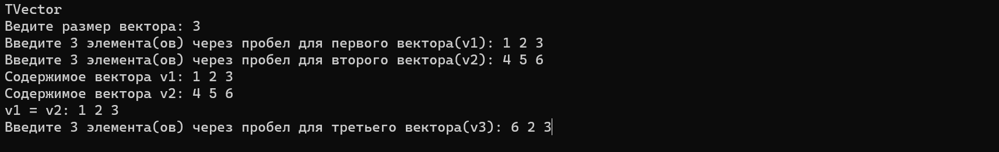 TVector
Ведите размер вектора: 3
Введите 3 элемента(ов) через пробел для первого вектора(v1): 1 2 3
Введите 3 элемента(ов) через пробел для второго вектора(v2): 4 5 6
Содержимое вектора v1: 1 2 3
Содержимое вектора v2: 4 5 6
v1 = v2: 1 2 3
Введите 3 элемента(ов) через пробел для третьего вектора(v3): 6 2 3